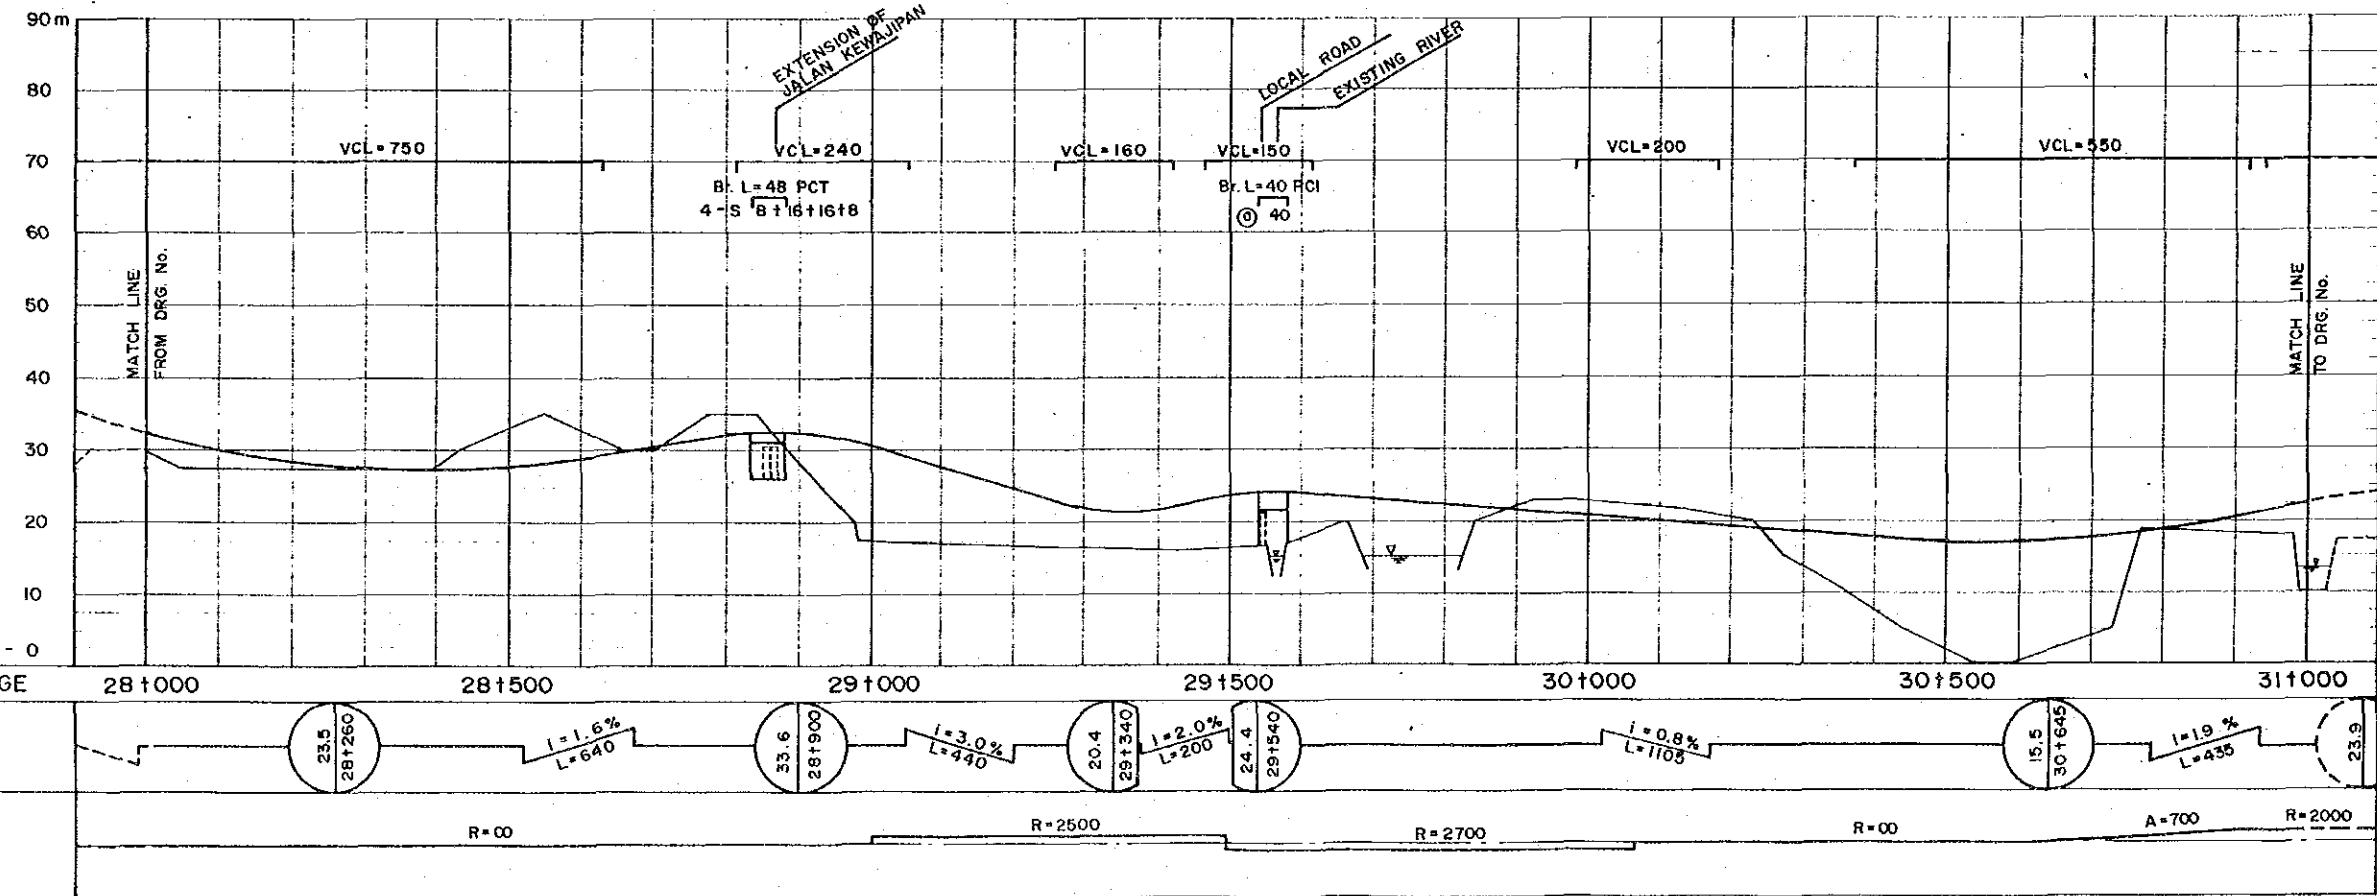 90m
EXTENSION OF
JALAN KEWAJIPAN
LOCAL ROAD
EXISTING RIVER
80
VCL=750
VCL=240
VCL=160
VCL=150
VCL=200
VCL=550
70
Br. L=48 PCT
4-S 8+16+16+8
Br. L=40 PCI
40
60
50
40
30
20
10
- 0
MATCH LINE
FROM DRG. No.
MATCH LINE
TO DRG. No.
GE 28+000 28+500 29+000 29+500 30+000 30+500 31+000
23.5
28+260
i=1.6%
L=640
33.6
28+900
i=3.0%
L=440
20.4
29+340
i=2.0%
L=200
24.4
29+540
i=0.8%
L=1105
15.5
30+645
i=1.9%
L=435
23.9
R=∞ R=2500 R=2700 R=∞ A=700 R=2000